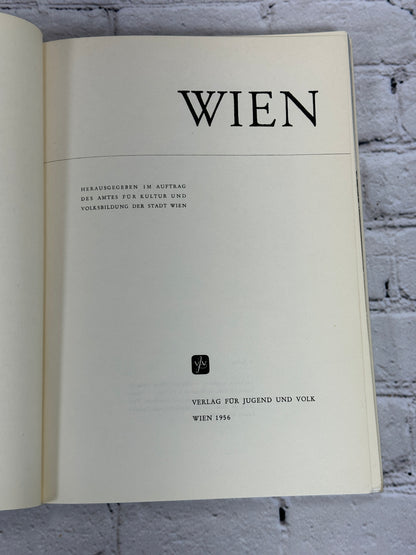 WIEN
HERAUSGEGEBEN IM AUFTRAG
DES AMTES FÜR KULTUR UND
VOLKSBILDUNG DER STADT WIEN
VERLAG FÜR JUGEND UND VOLK
WIEN 1956